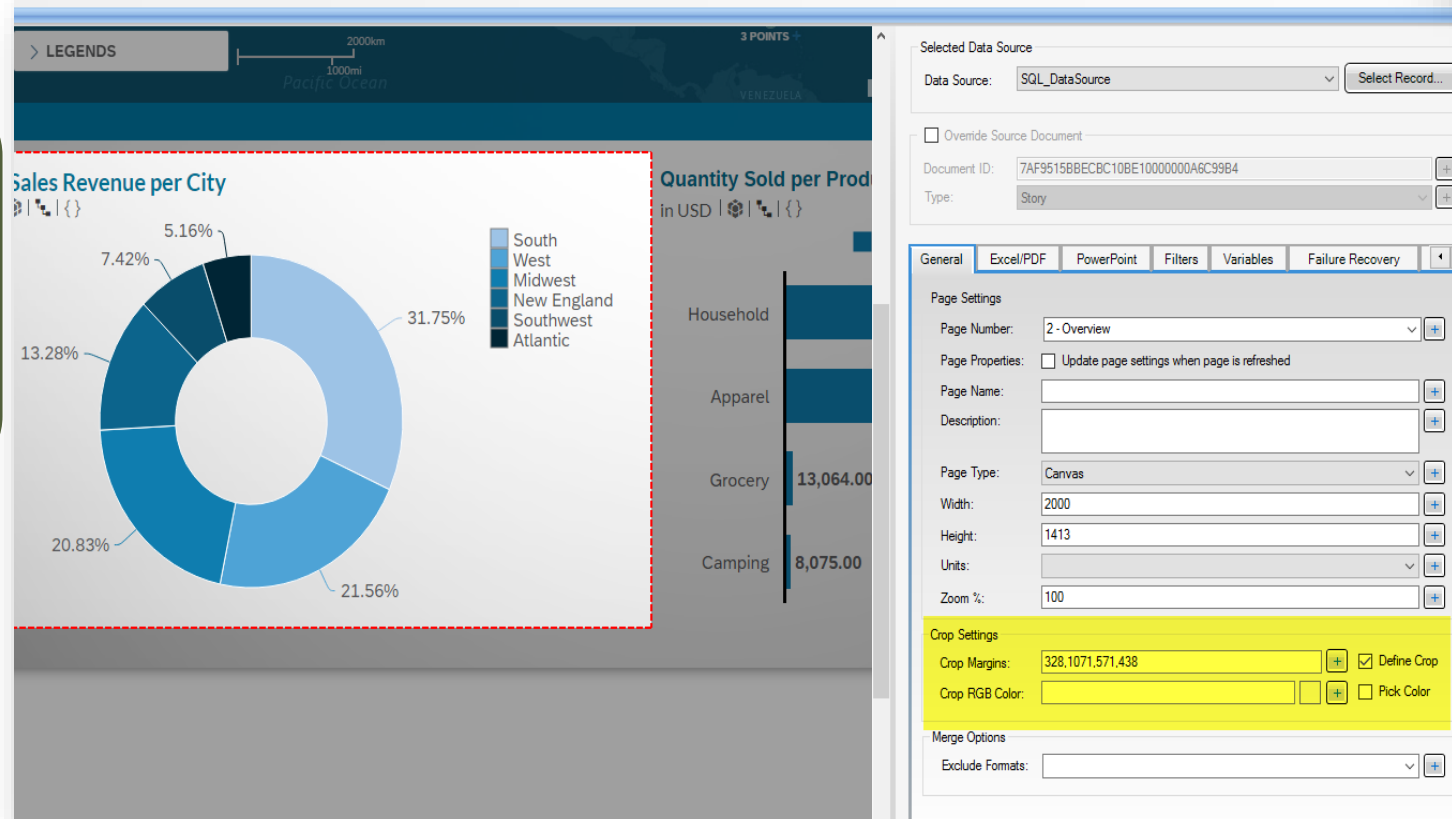 LEGENDS
2000km
1000mi
Pacific Ocean
3 POINTS +
VENEZUELA
Sales Revenue per City
{}
5.16%
7.42%
13.28%
20.83%
21.56%
31.75%
South
West
Midwest
New England
Southwest
Atlantic
Quantity Sold per Prod
in USD
{}
Household
Apparel
Grocery
13,064.00
Camping
8,075.00
Selected Data Source
Data Source: SQL_DataSource Select Record...
Override Source Document
Document ID: 7AF9515BBECBC10BE10000000A6C99B4
Type: Story
General Excel/PDF PowerPoint Filters Variables Failure Recovery
Page Settings
Page Number: 2 - Overview
Page Properties: Update page settings when page is refreshed
Page Name:
Description:
Page Type: Canvas
Width: 2000
Height: 1413
Units:
Zoom %: 100
Crop Settings
Crop Margins: 328,1071,571,438 Define Crop
Crop RGB Color: Pick Color
Merge Options
Exclude Formats: